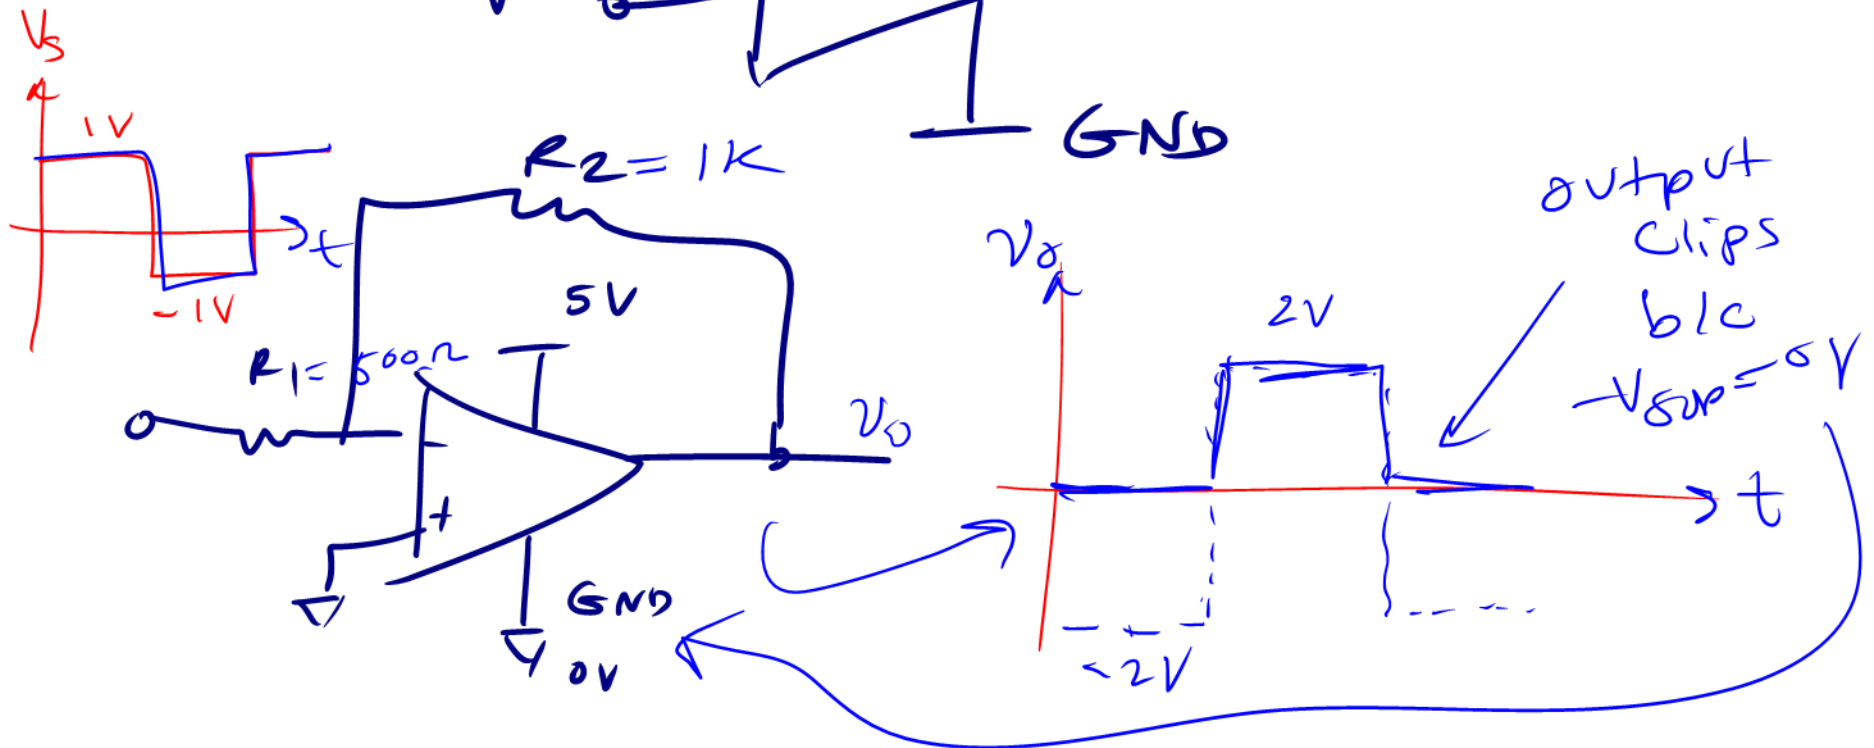 Vs
1V
t
-1V
GND
R2 = 1K
5V
R1 = 500Ω
-
+
Vo
GND
0V
Vo
2V
t
-2V
output
clips
b/c
-Vsup = 0V